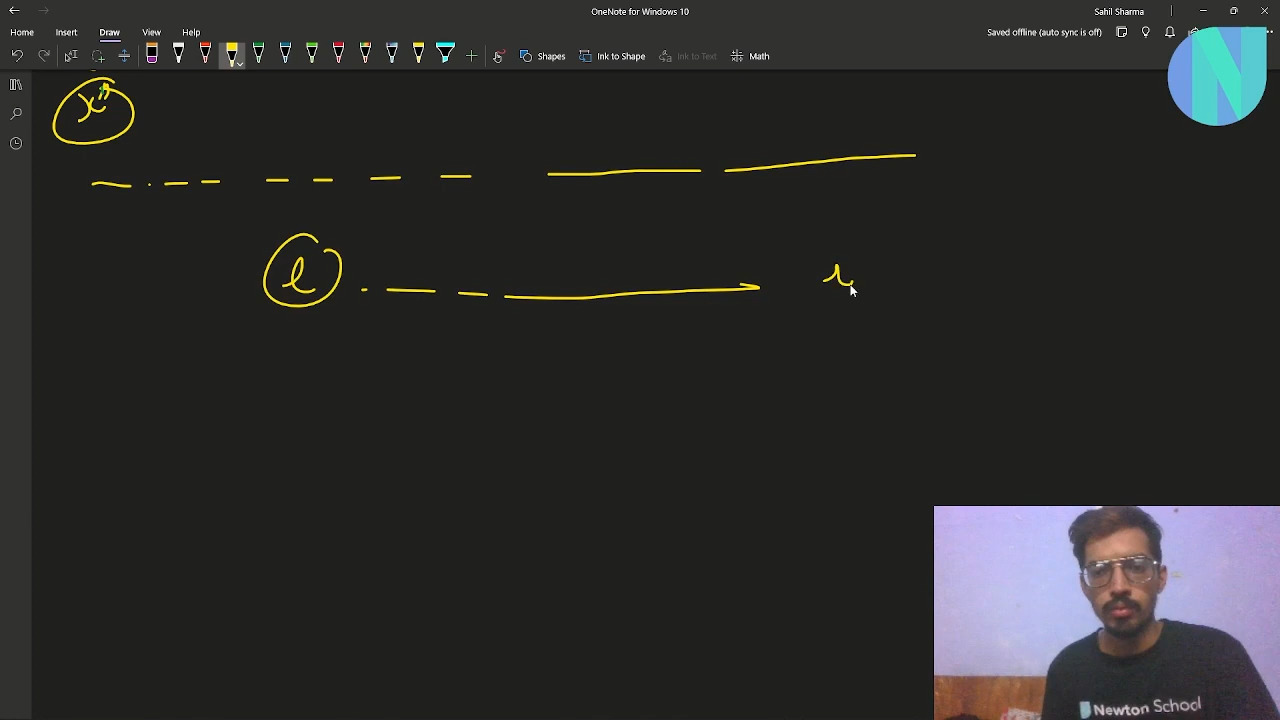 OneNote for Windows 10
Sahil Sharma
Home Insert Draw View Help
Saved offline (auto sync is off)
Shapes Ink to Shape Ink to Text Math
l
Newton School